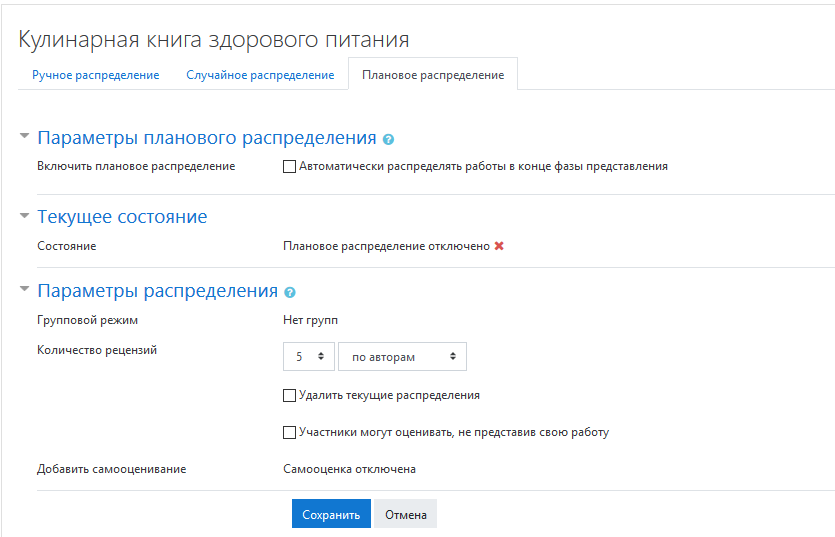 Кулинарная книга здорового питания
Ручное распределение Случайное распределение Плановое распределение
Параметры планового распределения ?
Включить плановое распределение Автоматически распределять работы в конце фазы представления
Текущее состояние
Состояние Плановое распределение отключено
Параметры распределения ?
Групповой режим Нет групп
Количество рецензий 5 по авторам
Удалить текущие распределения
Участники могут оценивать, не представив свою работу
Добавить самооценивание Самооценка отключена
Сохранить Отмена